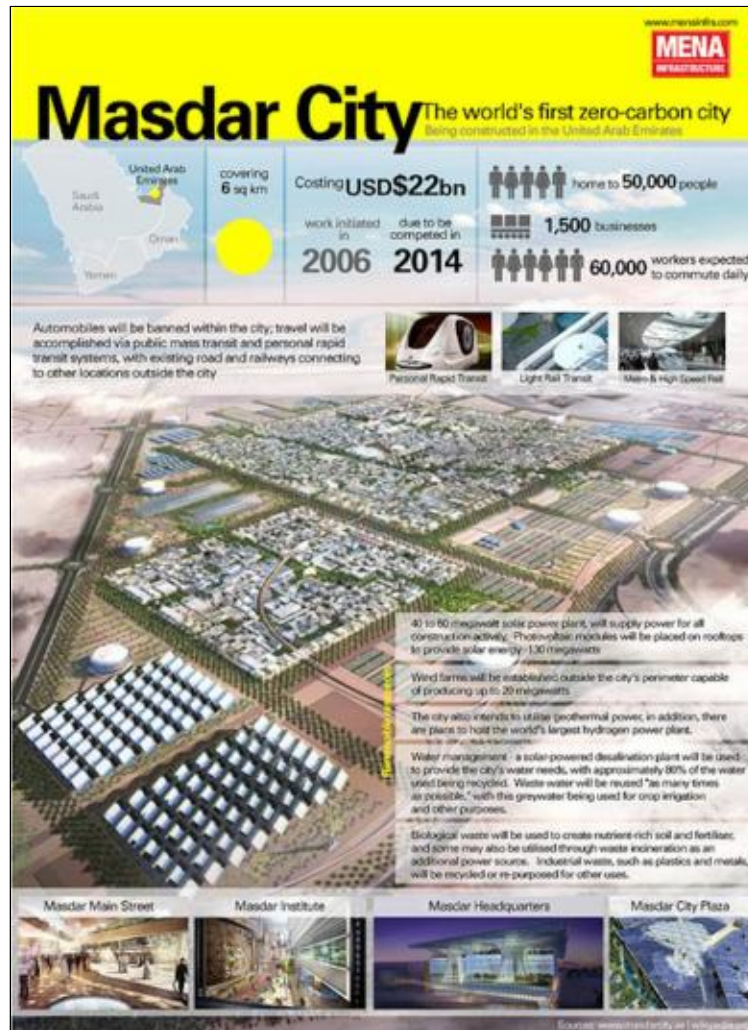 www.menainfra.com
MENA
INFRASTRUCTURE
Masdar City
The world's first zero-carbon city
Being constructed in the United Arab Emirates
United Arab
Emirates
Saudi
Arabia
Oman
Yemen
covering
6 sq km
Costing USD$22bn
work initiated
in
2006
due to be
competed in
2014
home to 50,000 people
1,500 businesses
60,000 workers expected
to commute daily
Automobiles will be banned within the city; travel will be
accomplished via public mass transit and personal rapid
transit systems, with existing road and railways connecting
to other locations outside the city
Personal Rapid Transit
Light Rail Transit
Metro & High Speed Rail
40 to 60 megawatt solar power plant, will supply power for all
construction activity. Photovoltaic modules will be placed on rooftops
to provide solar energy -130 megawatts
Wind farms will be established outside the city's perimeter capable
of producing up to 20 megawatts
The city also intends to utilise geothermal power, in addition, there
are plans to host the world's largest hydrogen power plant.
Water management - a solar-powered desalination plant will be used
to provide the city's water needs, with approximately 80% of the water
used being recycled. Waste water will be reused "as many times
as possible," with this greywater being used for crop irrigation
and other purposes.
Biological waste will be used to create nutrient-rich soil and fertiliser,
and some may also be utilised through waste incineration as an
additional power source. Industrial waste, such as plastics and metals,
will be recycled or re-purposed for other uses.
Masdar Main Street
Masdar Institute
Masdar Headquarters
Masdar City Plaza